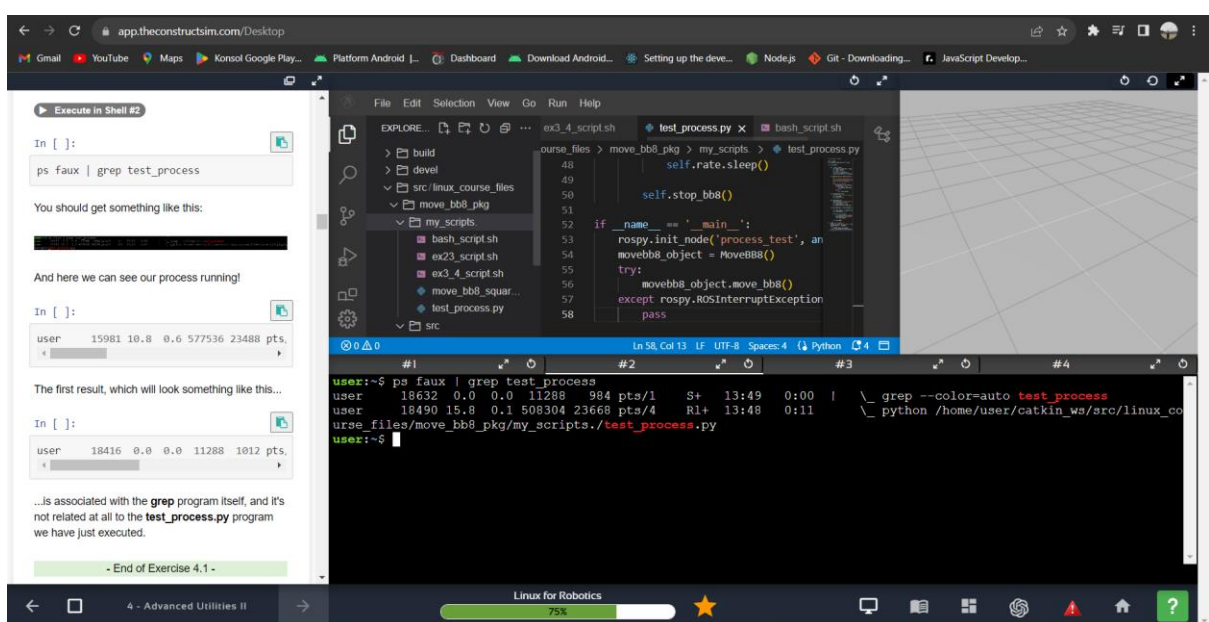 app.theconstructsim.com/Desktop
Gmail YouTube Maps Konsol Google Play... Platform Android |... Dashboard Download Android... Setting up the deve... Node.js Git - Downloading... JavaScript Develop...
Execute in Shell #2
In [ ]:
ps faux | grep test_process
You should get something like this:
And here we can see our process running!
In [ ]:
user 15981 10.8 0.6 577536 23488 pts,
The first result, which will look something like this...
In [ ]:
user 18416 0.0 0.0 11288 1012 pts,
...is associated with the grep program itself, and it's
not related at all to the test_process.py program
we have just executed.
- End of Exercise 4.1 -
File Edit Selection View Go Run Help
EXPLORE... ex3_4_script.sh test_process.py bash_script.sh
build
devel
src/linux_course_files
move_bb8_pkg
my_scripts.
bash_script.sh
ex23_script.sh
ex3_4_script.sh
move_bb8_squar...
test_process.py
src
ourse_files > move_bb8_pkg > my_scripts. > test_process.py
48 self.rate.sleep()
49
50 self.stop_bb8()
51
52 if __name__ == '__main__':
53 rospy.init_node('process_test', an
54 movebb8_object = MoveBB8()
55 try:
56 movebb8_object.move_bb8()
57 except rospy.ROSInterruptException
58 pass
0 0 Ln 58, Col 13 LF UTF-8 Spaces: 4 Python 4
#1 #2 #3 #4
user:~$ ps faux | grep test_process
user 18632 0.0 0.0 11288 984 pts/1 S+ 13:49 0:00 | \_ grep --color=auto test_process
user 18490 15.8 0.1 508304 23668 pts/4 Rl+ 13:48 0:11 \_ python /home/user/catkin_ws/src/linux_co
urse_files/move_bb8_pkg/my_scripts./test_process.py
user:~$
4 - Advanced Utilities II
Linux for Robotics
75%
?